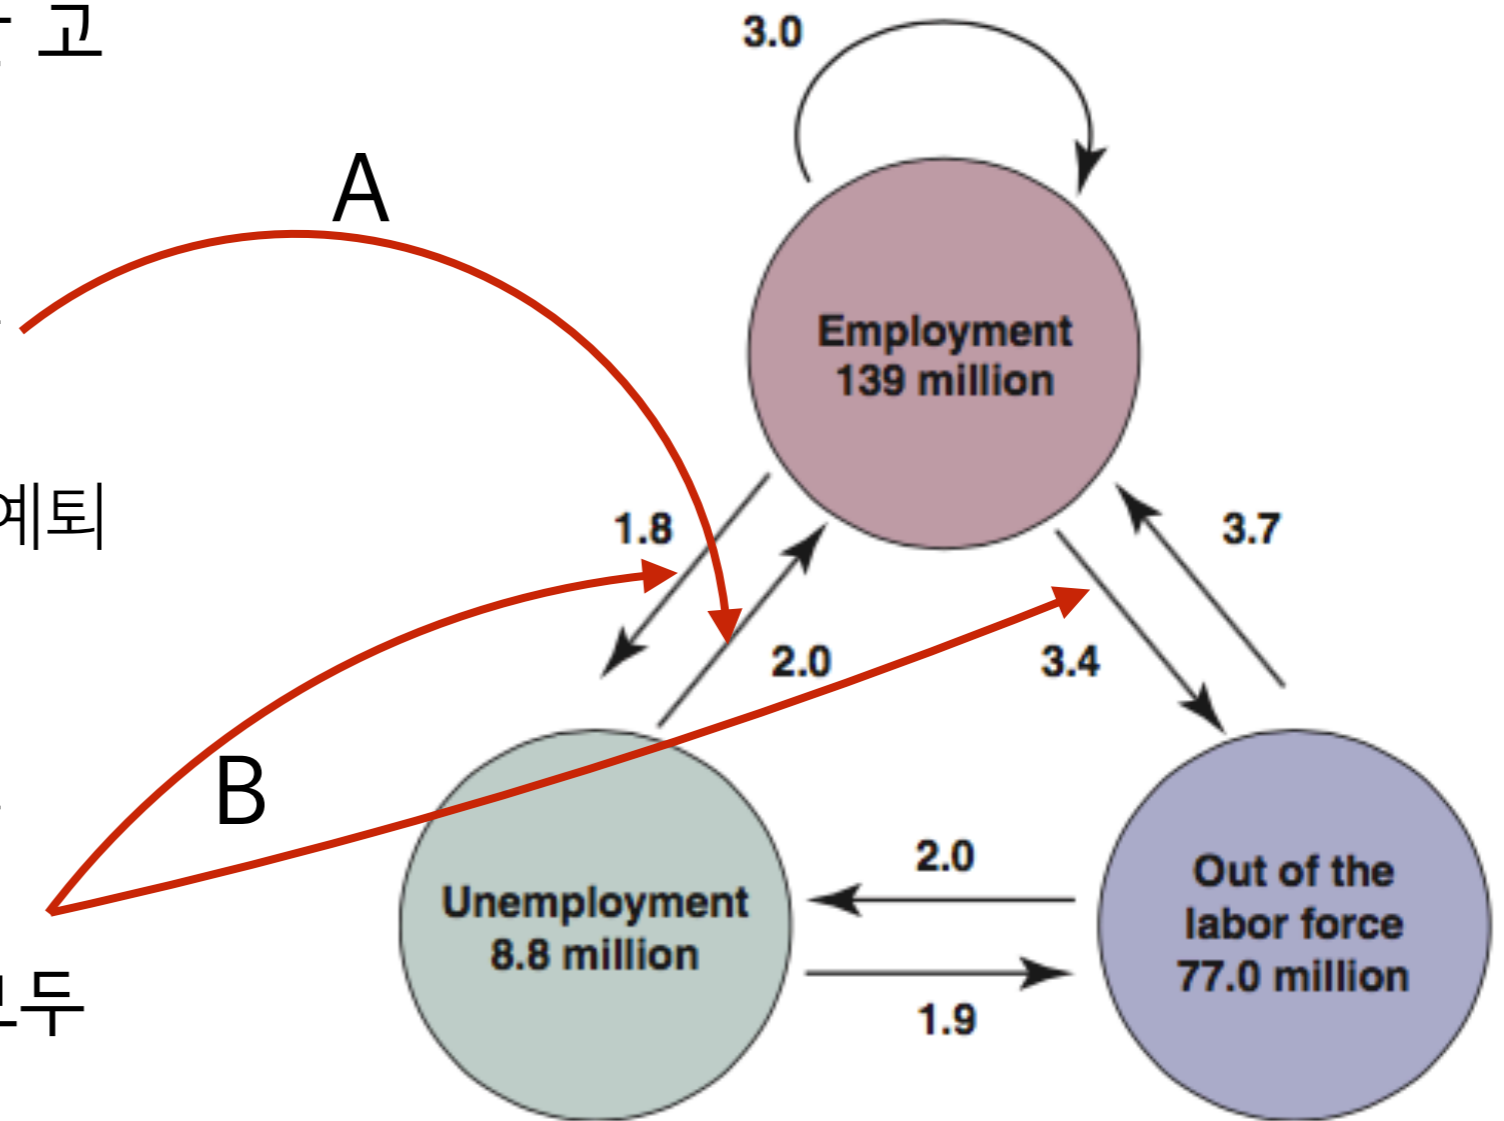 고
3.0
A
Employment
139 million
예퇴
1.8
3.7
2.0
3.4
B
2.0
Out of the
labor force
77.0 million
Unemployment
8.8 million
모두
1.9